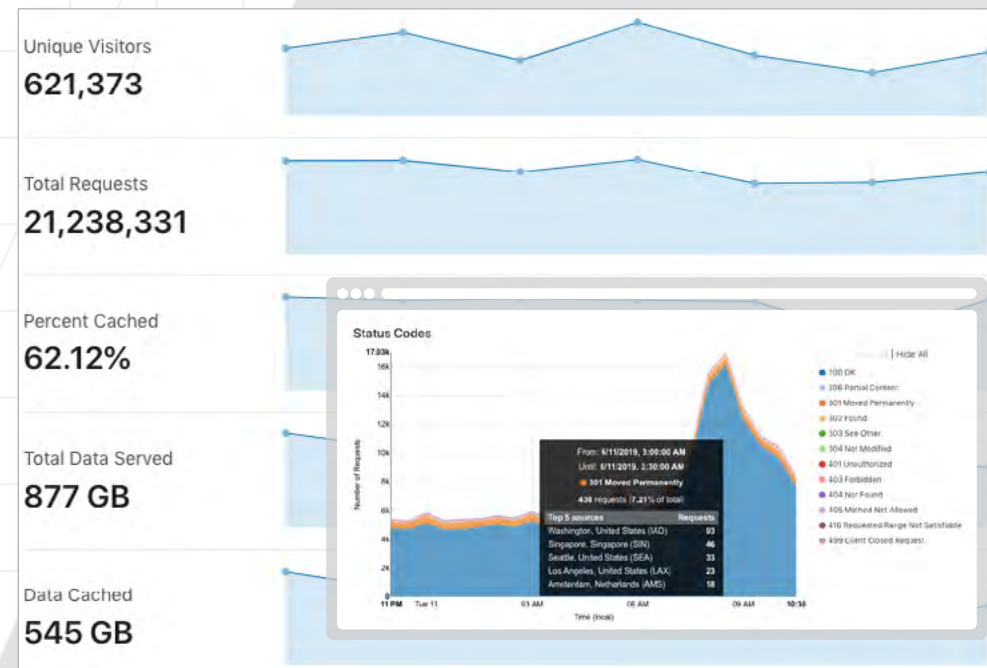 Unique Visitors
621,373
Total Requests
21,238,331
Percent Cached
62.12%
Total Data Served
877 GB
Data Cached
545 GB
Status Codes
| Hide All
17.03k
16k
14k
12k
10k
8k
6k
4k
2k
0
Number of Requests
11 PM Tue 11 03 AM 06 AM 09 AM 10:30
Time (local)
From: 6/11/2019, 3:00:00 AM
Until: 6/11/2019, 3:30:00 AM
301 Moved Permanently
436 requests (7.21% of total)
Top 5 sources Requests
Washington, United States (IAD) 93
Singapore, Singapore (SIN) 46
Seattle, United States (SEA) 33
Los Angeles, United States (LAX) 23
Amsterdam, Netherlands (AMS) 18
200 OK
206 Partial Content
301 Moved Permanently
302 Found
303 See Other
304 Not Modified
401 Unauthorized
403 Forbidden
404 Not Found
405 Method Not Allowed
416 Requested Range Not Satisfiable
499 Client Closed Request